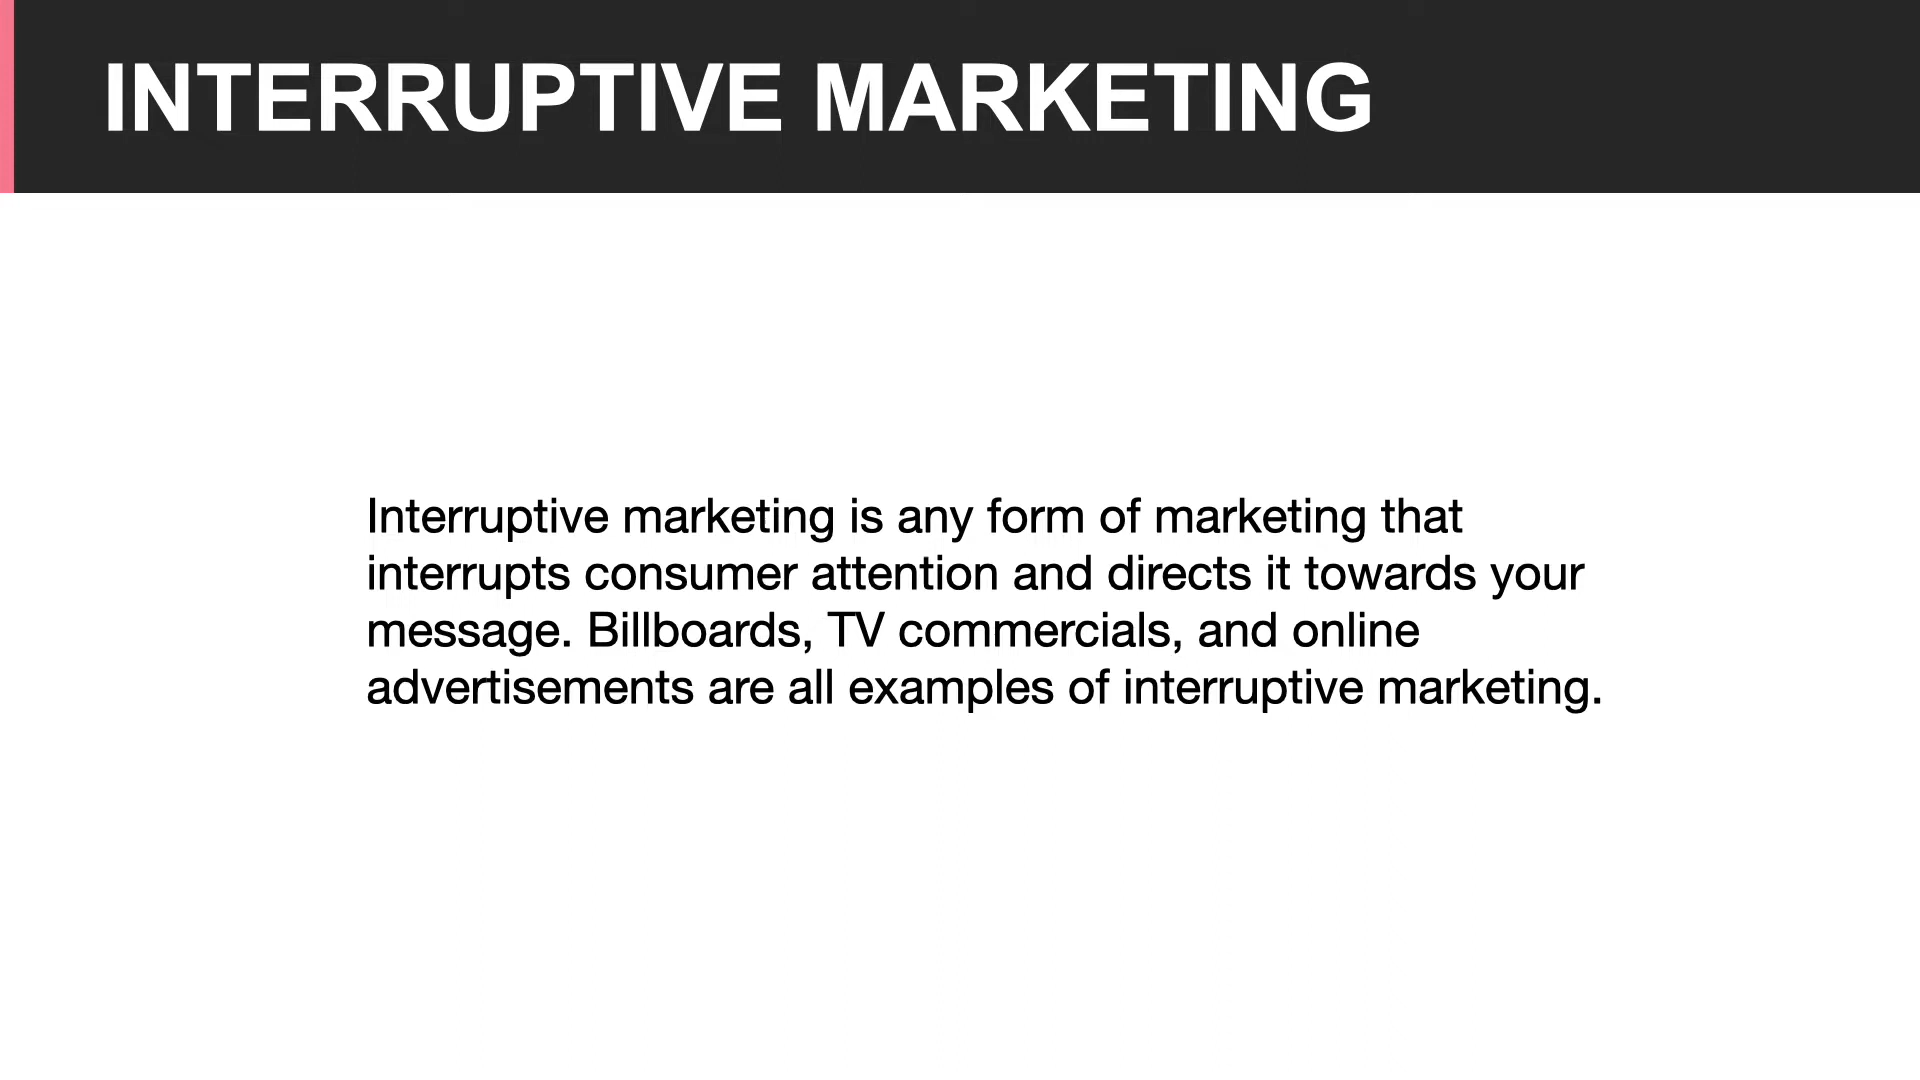 INTERRUPTIVE MARKETING
Interruptive marketing is any form of marketing that
interrupts consumer attention and directs it towards your
message. Billboards, TV commercials, and online
advertisements are all examples of interruptive marketing.